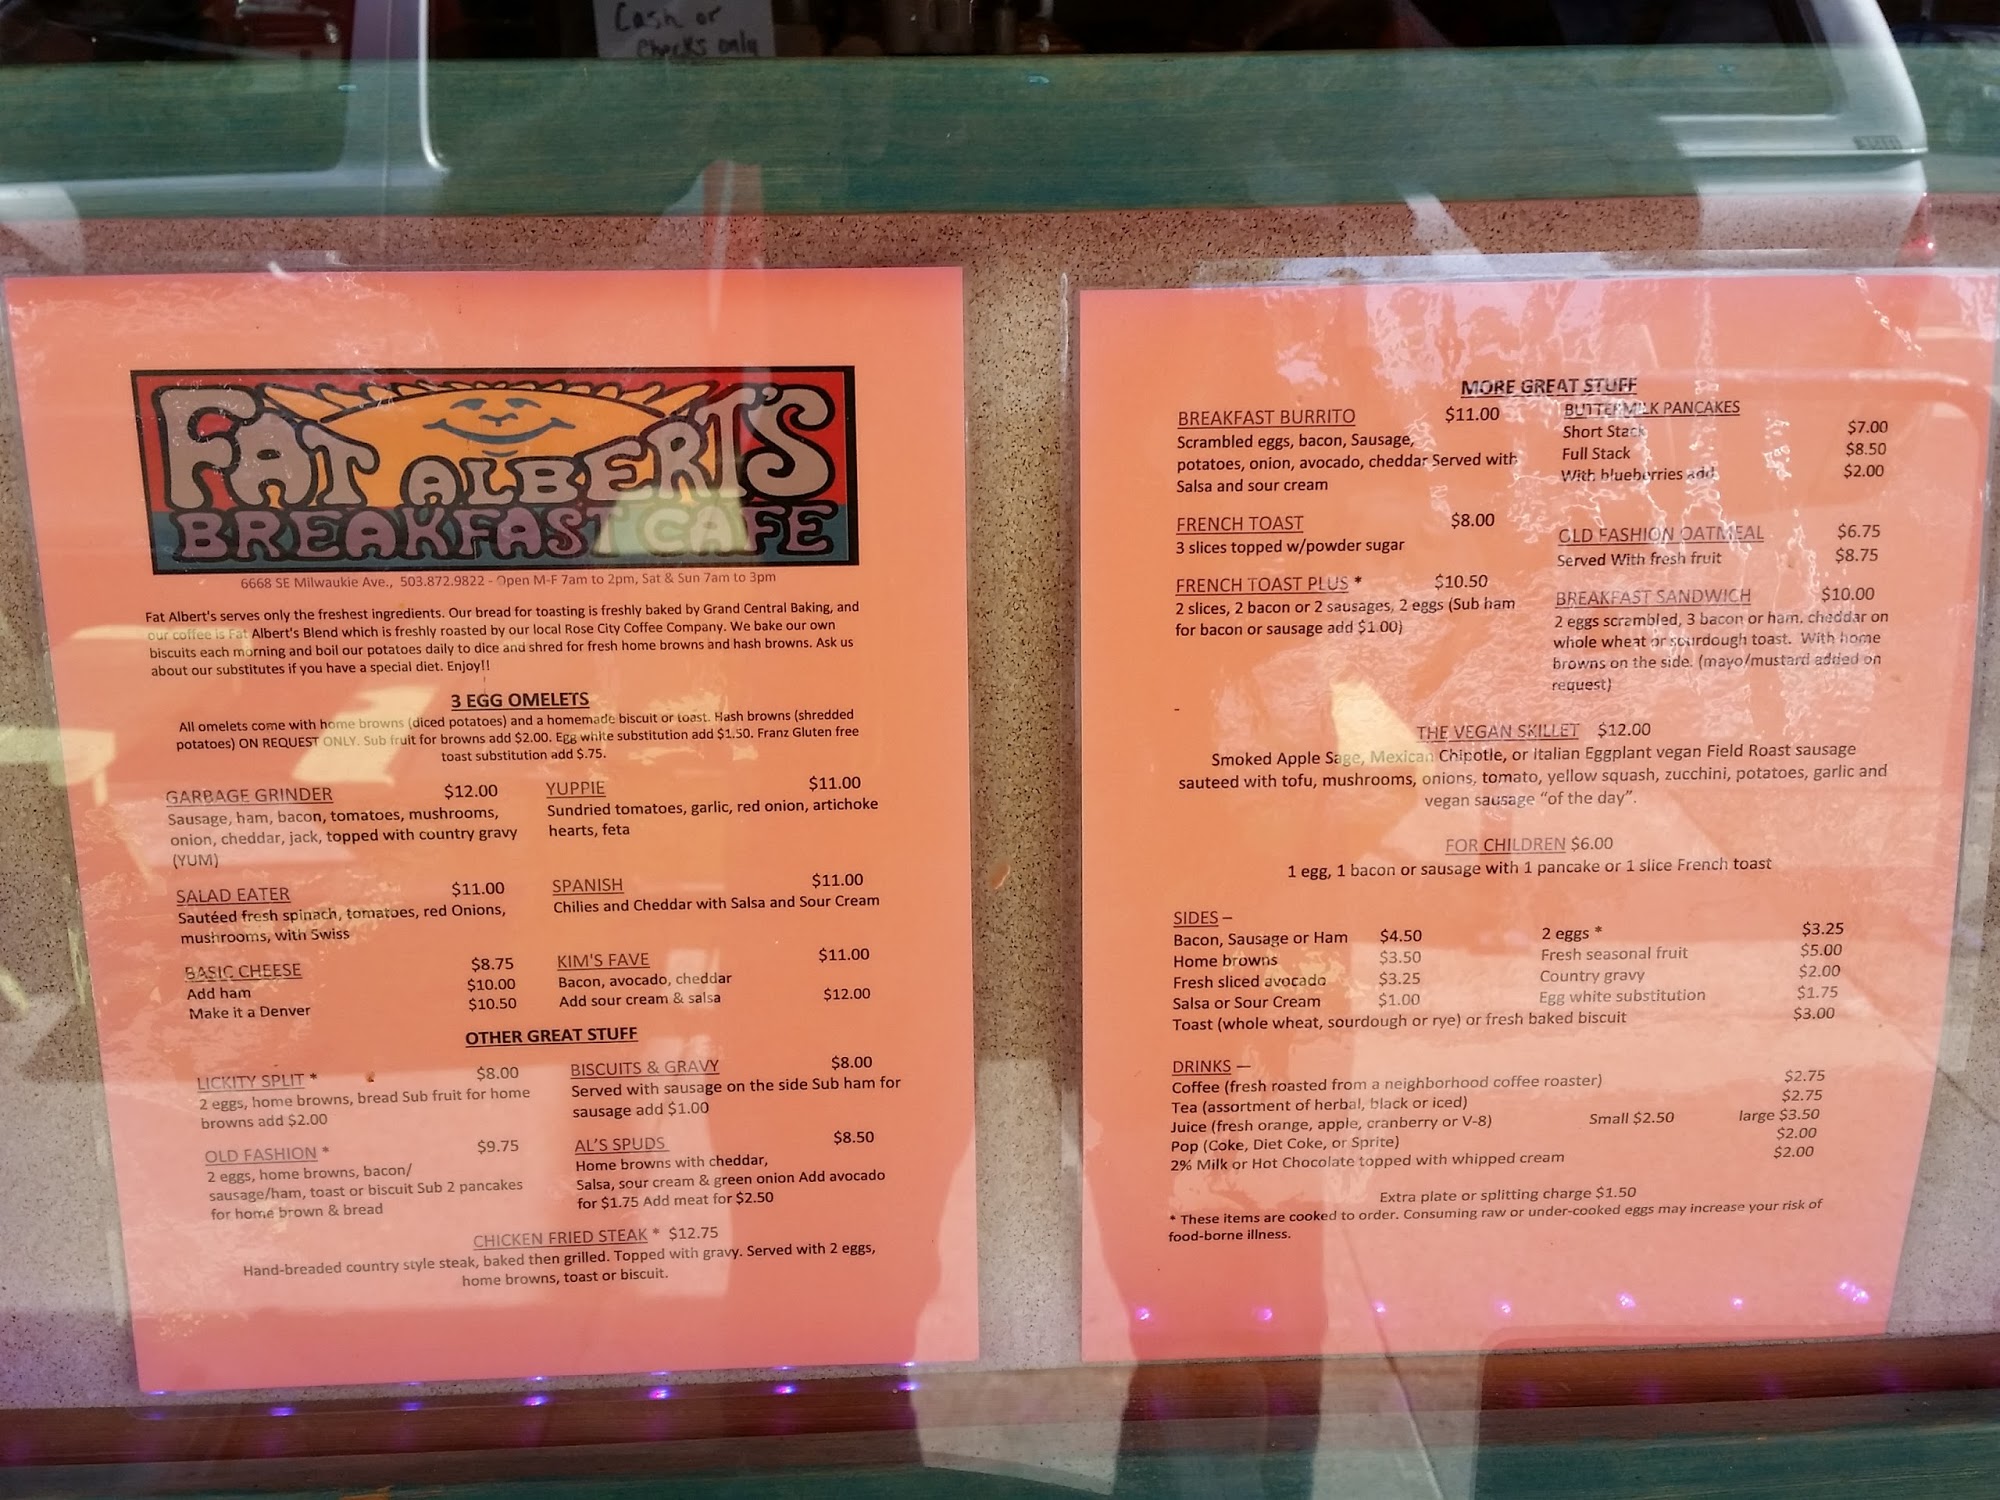 Cash or
checks only
FAT ALBERT'S
BREAKFAST CAFE
6668 SE Milwaukie Ave., 503.872.9822 - Open M-F 7am to 2pm, Sat & Sun 7am to 3pm
Fat Albert's serves only the freshest ingredients. Our bread for toasting is freshly baked by Grand Central Baking, and
our coffee is Fat Albert's Blend which is freshly roasted by our local Rose City Coffee Company. We bake our own
biscuits each morning and boil our potatoes daily to dice and shred for fresh home browns and hash browns. Ask us
about our substitutes if you have a special diet. Enjoy!!
3 EGG OMELETS
All omelets come with home browns (diced potatoes) and a homemade biscuit or toast. Hash browns (shredded
potatoes) ON REQUEST ONLY. Sub fruit for browns add $2.00. Egg white substitution add $1.50. Franz Gluten free
toast substitution add $.75.
GARBAGE GRINDER $12.00
Sausage, ham, bacon, tomatoes, mushrooms,
onion, cheddar, jack, topped with country gravy
(YUM)
YUPPIE $11.00
Sundried tomatoes, garlic, red onion, artichoke
hearts, feta
SALAD EATER $11.00
Sautéed fresh spinach, tomatoes, red Onions,
mushrooms, with Swiss
SPANISH $11.00
Chilies and Cheddar with Salsa and Sour Cream
BASIC CHEESE $8.75
Add ham $10.00
Make it a Denver $10.50
KIM'S FAVE $11.00
Bacon, avocado, cheddar
Add sour cream & salsa $12.00
OTHER GREAT STUFF
LICKITY SPLIT * $8.00
2 eggs, home browns, bread Sub fruit for home
browns add $2.00
BISCUITS & GRAVY $8.00
Served with sausage on the side Sub ham for
sausage add $1.00
OLD FASHION * $9.75
2 eggs, home browns, bacon/
sausage/ham, toast or biscuit Sub 2 pancakes
for home brown & bread
AL'S SPUDS $8.50
Home browns with cheddar,
Salsa, sour cream & green onion Add avocado
for $1.75 Add meat for $2.50
CHICKEN FRIED STEAK * $12.75
Hand-breaded country style steak, baked then grilled. Topped with gravy. Served with 2 eggs,
home browns, toast or biscuit.
MORE GREAT STUFF
BREAKFAST BURRITO $11.00
Scrambled eggs, bacon, Sausage,
potatoes, onion, avocado, cheddar Served with
Salsa and sour cream
BUTTERMILK PANCAKES
Short Stack $7.00
Full Stack $8.50
With blueberries add $2.00
FRENCH TOAST $8.00
3 slices topped w/powder sugar
OLD FASHION OATMEAL $6.75
Served With fresh fruit $8.75
FRENCH TOAST PLUS * $10.50
2 slices, 2 bacon or 2 sausages, 2 eggs (Sub ham
for bacon or sausage add $1.00)
BREAKFAST SANDWICH $10.00
2 eggs scrambled, 3 bacon or ham, cheddar on
whole wheat or sourdough toast. With home
browns on the side. (mayo/mustard added on
request)
-
THE VEGAN SKILLET $12.00
Smoked Apple Sage, Mexican Chipotle, or Italian Eggplant vegan Field Roast sausage
sauteed with tofu, mushrooms, onions, tomato, yellow squash, zucchini, potatoes, garlic and
vegan sausage "of the day".
FOR CHILDREN $6.00
1 egg, 1 bacon or sausage with 1 pancake or 1 slice French toast
SIDES –
Bacon, Sausage or Ham $4.50 2 eggs * $3.25
Home browns $3.50 Fresh seasonal fruit $5.00
Fresh sliced avocado $3.25 Country gravy $2.00
Salsa or Sour Cream $1.00 Egg white substitution $1.75
Toast (whole wheat, sourdough or rye) or fresh baked biscuit $3.00
DRINKS —
Coffee (fresh roasted from a neighborhood coffee roaster) $2.75
Tea (assortment of herbal, black or iced) $2.75
Juice (fresh orange, apple, cranberry or V-8) Small $2.50 large $3.50
Pop (Coke, Diet Coke, or Sprite) $2.00
2% Milk or Hot Chocolate topped with whipped cream $2.00
Extra plate or splitting charge $1.50
* These items are cooked to order. Consuming raw or under-cooked eggs may increase your risk of
food-borne illness.